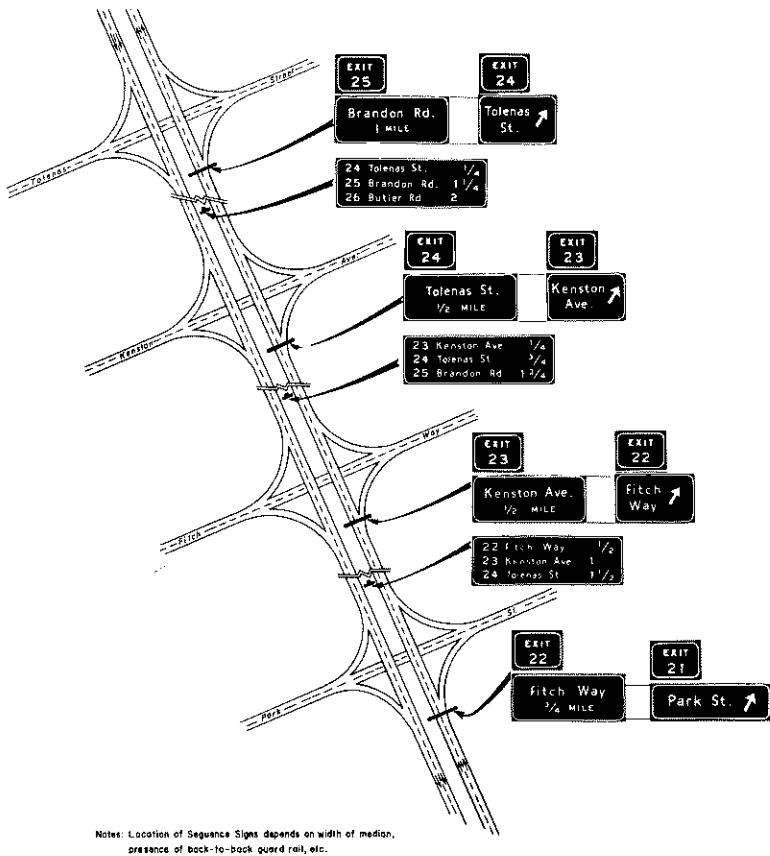 EXIT
25
EXIT
24
Brandon Rd.
1 MILE
Tolenas
St.
Street
Tolenas
24 Tolenas St. 1/4
25 Brandon Rd. 1 1/4
26 Butler Rd 2
EXIT
24
EXIT
23
Ave.
Tolenas St.
1/2 MILE
Kenston
Ave.
Kenston
23 Kenston Ave 1/4
24 Tolenas St 3/4
25 Brandon Rd 1 3/4
Way
EXIT
23
EXIT
22
Kenston Ave.
1/2 MILE
Fitch
Way
Fitch
22 Fitch Way 1/2
23 Kenston Ave 1
24 Tolenas St 1 1/2
St
EXIT
22
EXIT
21
Fitch Way
3/4 MILE
Park St.
Park
Notes: Location of Sequence Signs depends on width of median,
presence of back-to-back guard rail, etc.